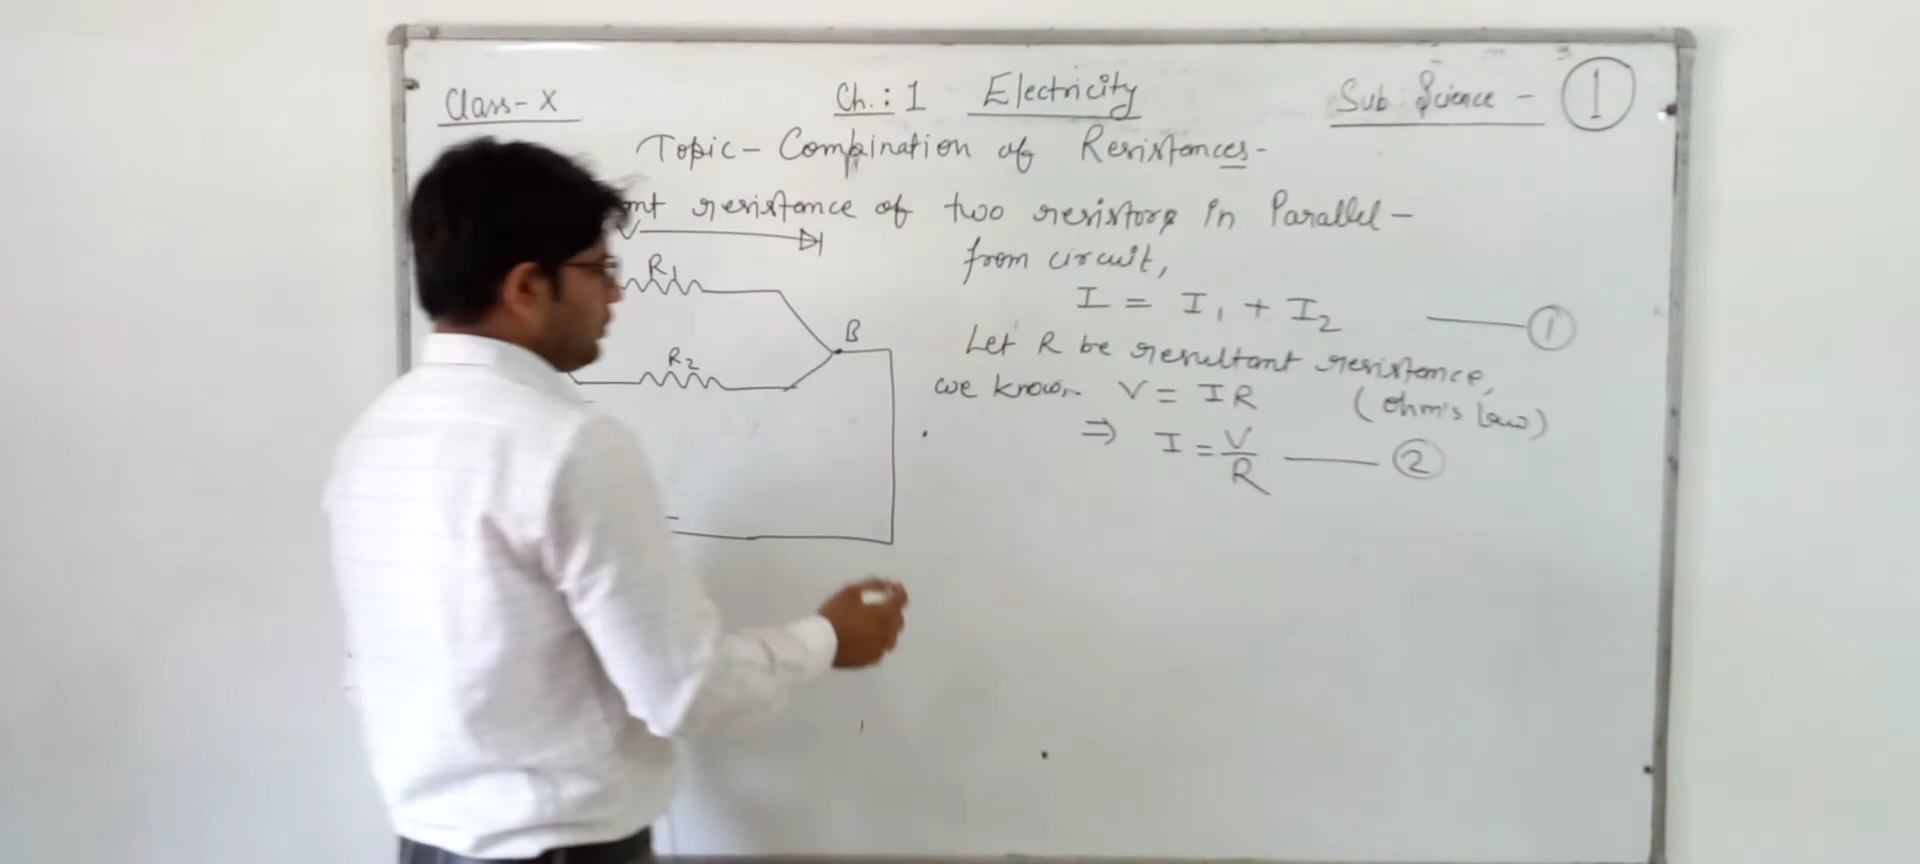 Class - X
Ch. : 1 Electricity
Sub : Science - 1
Topic - Combination of Resistances -
resistance of two resistors in Parallel -
V
from circuit,
R1
I = I1 + I2 —— 1
B
Let R be resultant resistance,
R2
we know V = IR (Ohm's law)
⇒ I = V/R —— 2